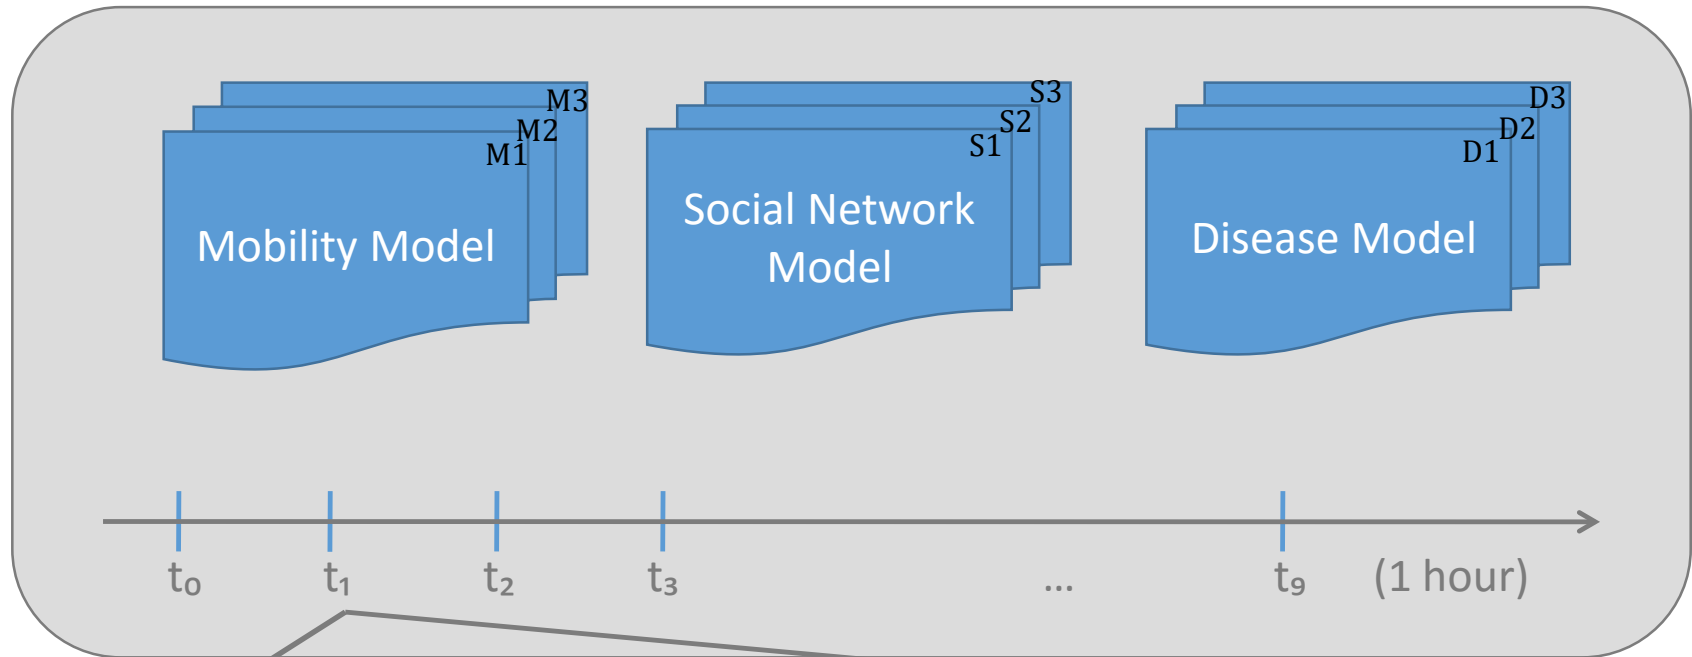 M3
M2
M1
Mobility Model
S3
S2
S1
Social Network
Model
D3
D2
D1
Disease Model
t₀ t₁ t₂ t₃ ... t₉ (1 hour)